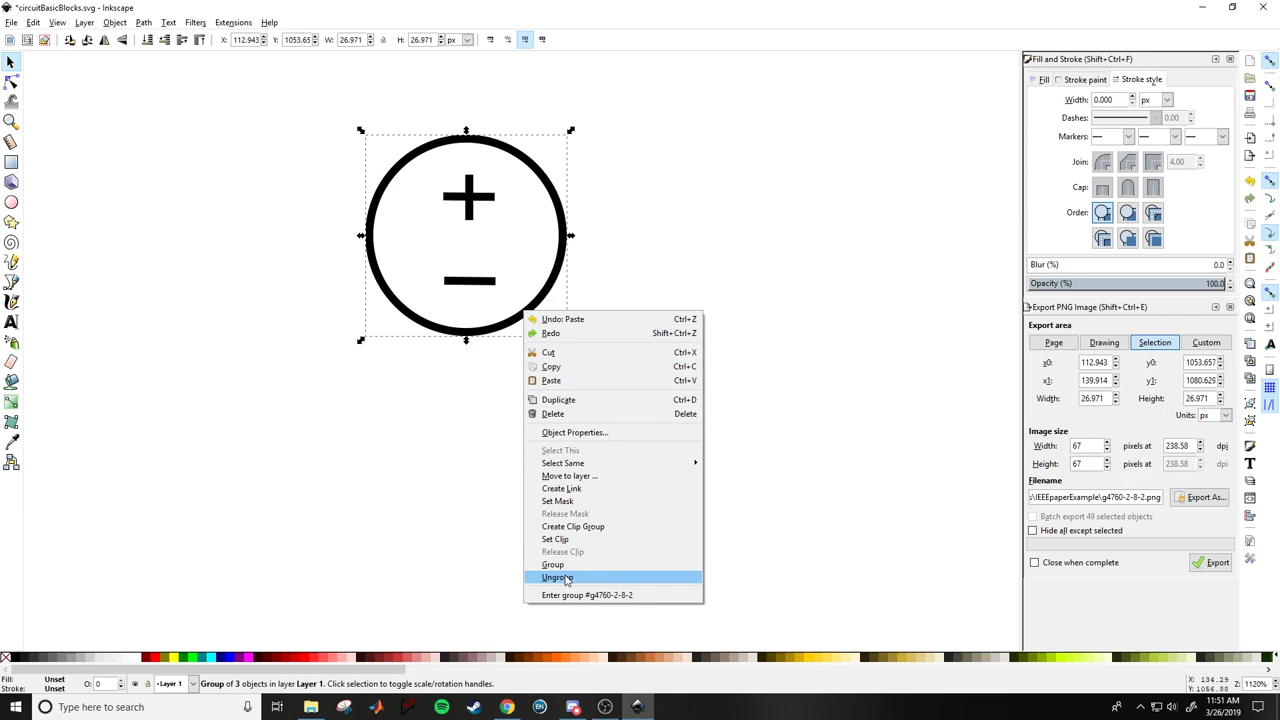 *circuitBasicBlocks.svg - Inkscape
File Edit View Layer Object Path Text Filters Extensions Help
X: 112.943 Y: 1053.65 W: 26.971 H: 26.971 px
Fill and Stroke (Shift+Ctrl+F)
Fill Stroke paint Stroke style
Width: 0.000 px
Dashes: 0.00
Markers:
Join: 4.00
Cap:
Order:
Blur (%) 0.0
Opacity (%) 100.0
Export PNG Image (Shift+Ctrl+E)
Export area
Page Drawing Selection Custom
x0: 112.943 y0: 1053.657
x1: 139.914 y1: 1080.629
Width: 26.971 Height: 26.971
Units: px
Image size
Width: 67 pixels at 238.58 dpi
Height: 67 pixels at 238.58
Filename
:\IEEEpaperExample\g4760-2-8-2.png Export As...
Batch export 49 selected objects
Hide all except selected
Close when complete Export
+
−
Undo: Paste Ctrl+Z
Redo Shift+Ctrl+Z
Cut Ctrl+X
Copy Ctrl+C
Paste Ctrl+V
Duplicate Ctrl+D
Delete Delete
Object Properties...
Select This
Select Same
Move to layer ...
Create Link
Set Mask
Release Mask
Create Clip Group
Set Clip
Release Clip
Group
Ungroup
Enter group #g4760-2-8-2
Fill: Unset
Stroke: Unset
O: 0
Layer 1
Group of 3 objects in layer Layer 1. Click selection to toggle scale/rotation handles.
X: 134.29
Y: 1056.00
Z: 1120%
Type here to search
11:51 AM
3/26/2019